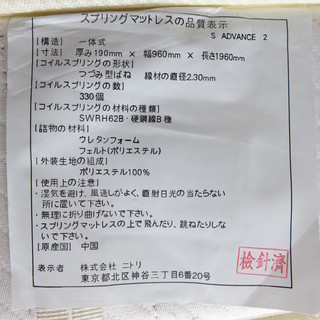 スプリングマットレスの品質表示
S ADVANCE 2
【構造】 一体式
【寸法】 厚み190mm × 幅960mm × 長さ1960mm
【コイルスプリングの形状】
つづみ型ばね 線材の直径2.30mm
【コイルスプリングの数】
330個
【コイルスプリングの材料の種類】
SWRH62B・硬鋼線B種
【詰物の材料】
ウレタンフォーム
フェルト(ポリエステル)
【外装生地の組成】
ポリエステル100%
【使用上の注意】
・湿気を避け、風通しがよく、直射日光の当たらない
所に置いて下さい。
・無理に折り曲げないで下さい。
・スプリングマットレスの上で飛んだり、跳ねたりしな
いで下さい。
【原産国】 中国
表示者 株式会社 ニトリ
東京都北区神谷三丁目6番20号
検針済